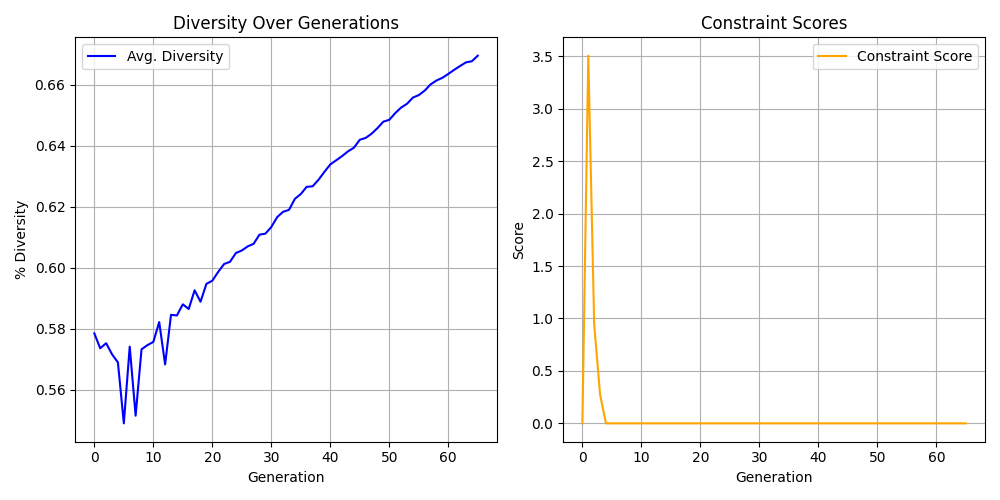 Diversity Over Generations
Avg. Diversity
% Diversity
0.66
0.64
0.62
0.60
0.58
0.56
0 10 20 30 40 50 60
Generation
Constraint Scores
Constraint Score
Score
3.5
3.0
2.5
2.0
1.5
1.0
0.5
0.0
0 10 20 30 40 50 60
Generation